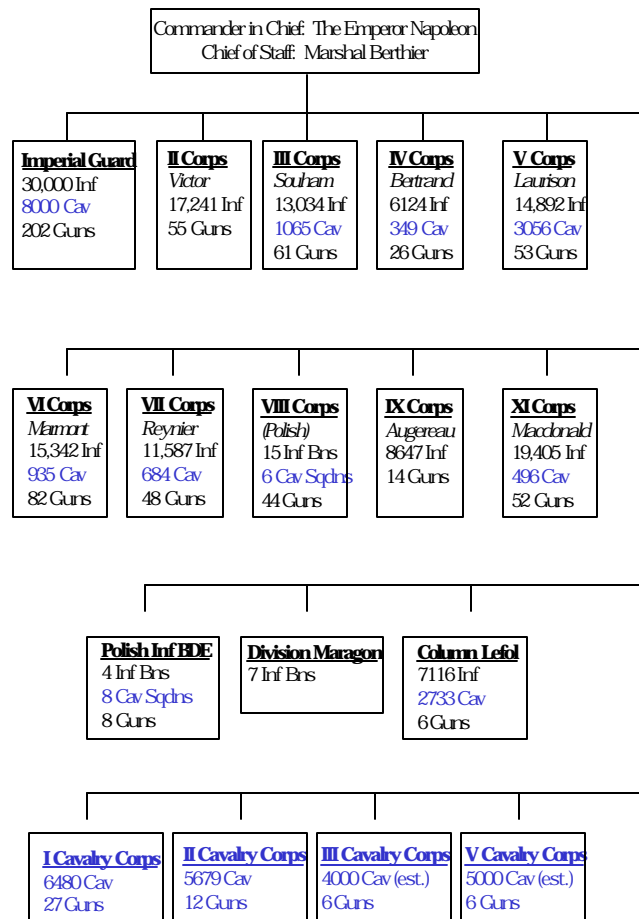 Commander in Chief: The Emperor Napoleon
Chief of Staff: Marshal Berthier
Imperial Guard
30,000 Inf
8000 Cav
202 Guns
II Corps
Victor
17,241 Inf
55 Guns
III Corps
Souham
13,034 Inf
1065 Cav
61 Guns
IV Corps
Bertrand
6124 Inf
349 Cav
26 Guns
V Corps
Laurison
14,892 Inf
3056 Cav
53 Guns
VI Corps
Marmont
15,342 Inf
935 Cav
82 Guns
VII Corps
Reynier
11,587 Inf
684 Cav
48 Guns
VIII Corps
(Polish)
15 Inf Bns
6 Cav Sqdns
44 Guns
IX Corps
Augereau
8647 Inf
14 Guns
XI Corps
Macdonald
19,405 Inf
496 Cav
52 Guns
Polish Inf BDE
4 Inf Bns
8 Cav Sqdns
8 Guns
Division Maragon
7 Inf Bns
Column Lefol
7116 Inf
2733 Cav
6 Guns
I Cavalry Corps
6480 Cav
27 Guns
II Cavalry Corps
5679 Cav
12 Guns
III Cavalry Corps
4000 Cav (est.)
6 Guns
V Cavalry Corps
5000 Cav (est.)
6 Guns